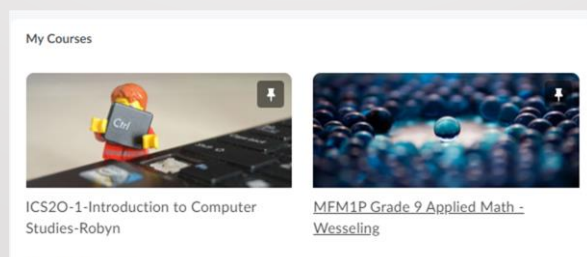 My Courses
Ctrl
ICS2O-1-Introduction to Computer
Studies-Robyn
MFM1P Grade 9 Applied Math -
Wesseling